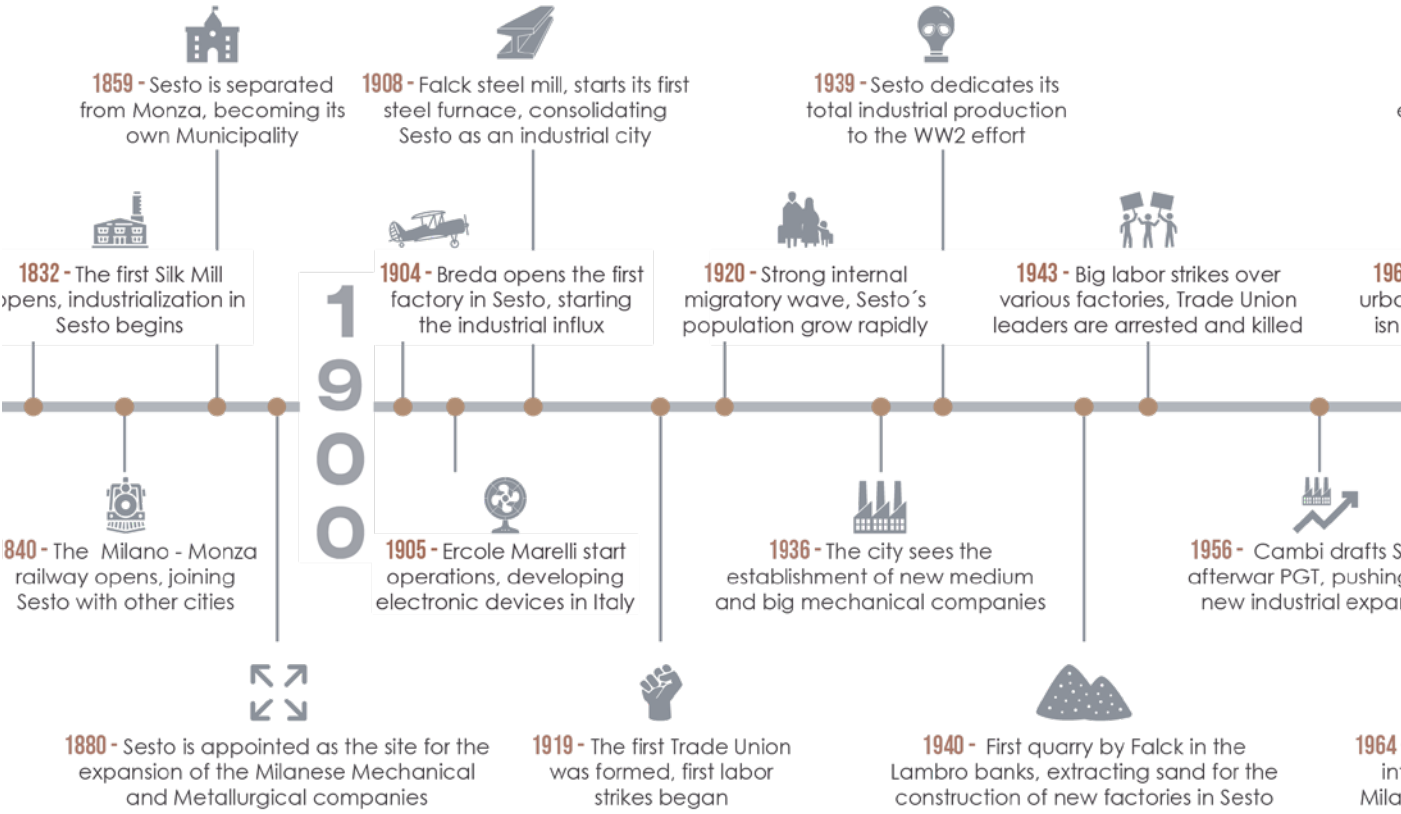 1859 - Sesto is separated
from Monza, becoming its
own Municipality
1908 - Falck steel mill, starts its first
steel furnace, consolidating
Sesto as an industrial city
1939 - Sesto dedicates its
total industrial production
to the WW2 effort
1832 - The first Silk Mill
opens, industrialization in
Sesto begins
1904 - Breda opens the first
factory in Sesto, starting
the industrial influx
1920 - Strong internal
migratory wave, Sesto´s
population grow rapidly
1943 - Big labor strikes over
various factories, Trade Union
leaders are arrested and killed
196
isn
1900
840 - The Milano - Monza
railway opens, joining
Sesto with other cities
1905 - Ercole Marelli start
operations, developing
electronic devices in Italy
1936 - The city sees the
establishment of new medium
and big mechanical companies
1956 - Cambi drafts S
afterwar PGT, pushing
new industrial expa
1880 - Sesto is appointed as the site for the
expansion of the Milanese Mechanical
and Metallurgical companies
1919 - The first Trade Union
was formed, first labor
strikes began
1940 - First quarry by Falck in the
Lambro banks, extracting sand for the
construction of new factories in Sesto
1964
int
Mila